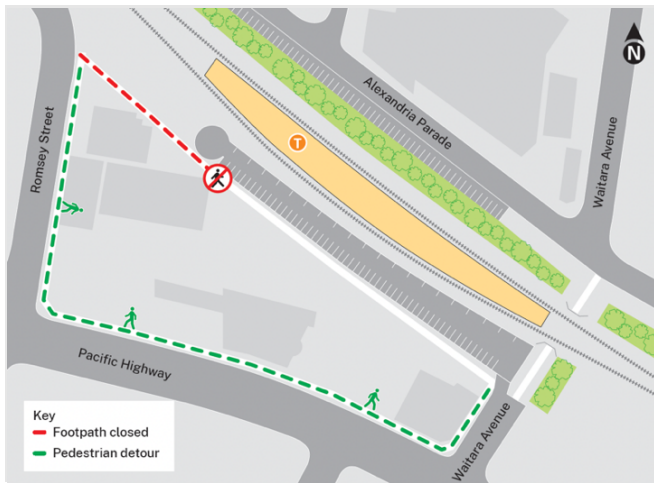 N
Alexandria Parade
T
Romsey Street
Waitara Avenue
Pacific Highway
Waitara Avenue
Key
Footpath closed
Pedestrian detour